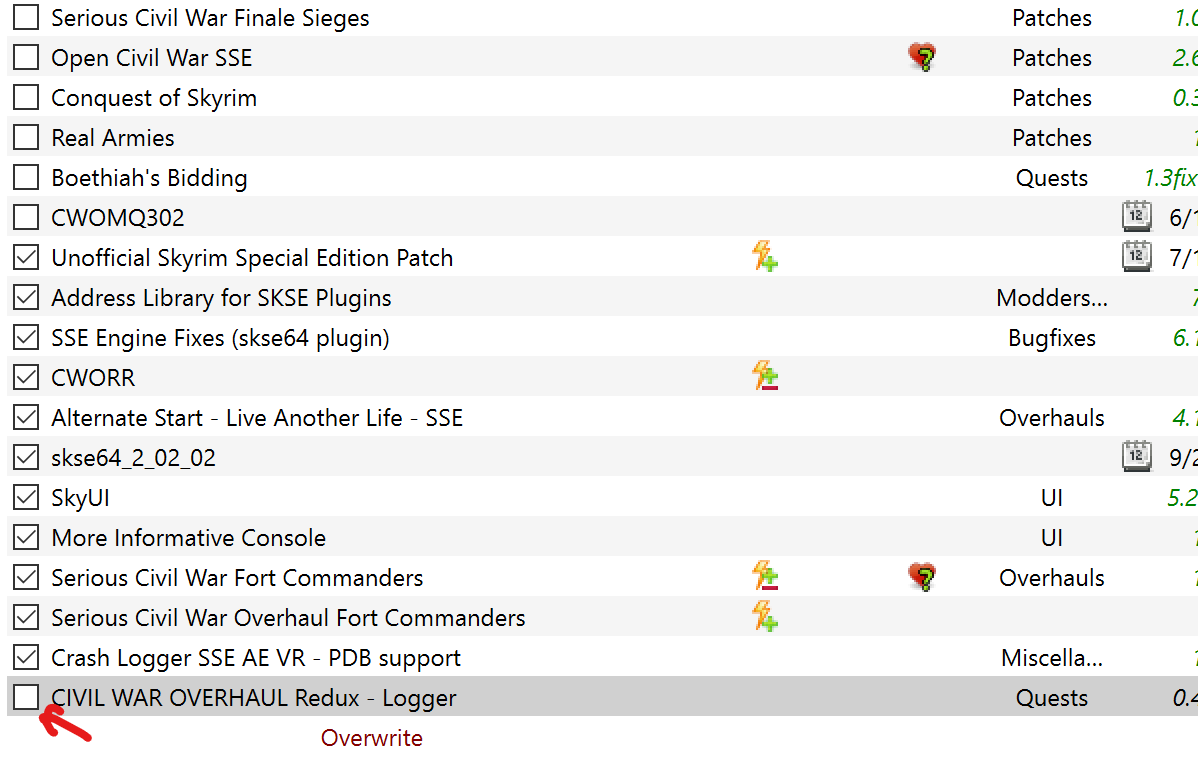 Serious Civil War Finale Sieges Patches 1.0
Open Civil War SSE Patches 2.6
Conquest of Skyrim Patches 0.3
Real Armies Patches 1
Boethiah's Bidding Quests 1.3fix
CWOMQ302 12 6/1
Unofficial Skyrim Special Edition Patch 12 7/1
Address Library for SKSE Plugins Modders... 7
SSE Engine Fixes (skse64 plugin) Bugfixes 6.1
CWORR
Alternate Start - Live Another Life - SSE Overhauls 4.1
skse64_2_02_02 12 9/2
SkyUI UI 5.2
More Informative Console UI 1
Serious Civil War Fort Commanders Overhauls 1
Serious Civil War Overhaul Fort Commanders
Crash Logger SSE AE VR - PDB support Miscella... 1
CIVIL WAR OVERHAUL Redux - Logger Quests 0.4
Overwrite